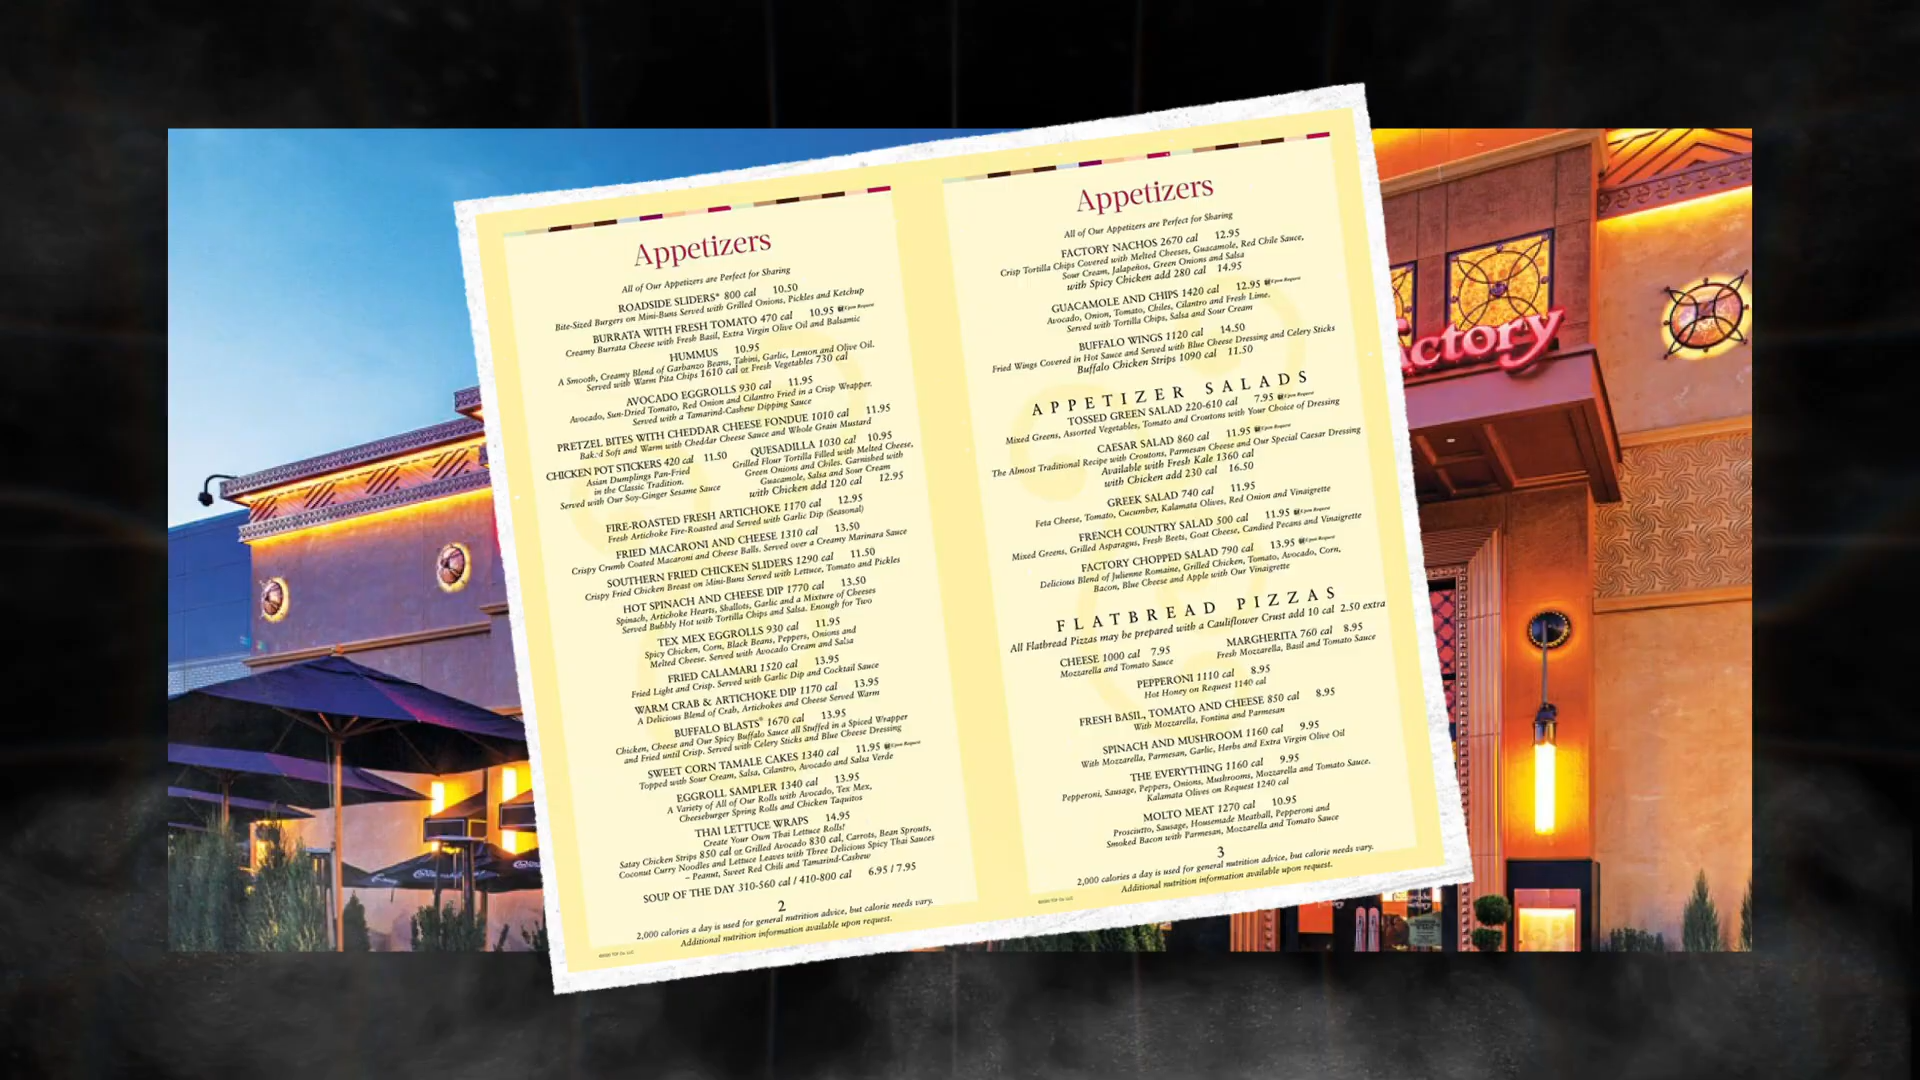 Appetizers
All of Our Appetizers are Perfect for Sharing
ROADSIDE SLIDERS® 800 cal 10.50
Bite-Sized Burgers on Mini-Buns Served with Grilled Onions, Pickles and Ketchup
BURRATA WITH FRESH TOMATO 470 cal 10.95 Upon Request
Creamy Burrata Cheese with Fresh Basil, Extra Virgin Olive Oil and Balsamic
HUMMUS 10.95
A Smooth, Creamy Blend of Garbanzo Beans, Tahini, Garlic, Lemon and Olive Oil.
Served with Warm Pita Chips 1610 cal or Fresh Vegetables 730 cal
AVOCADO EGGROLLS 930 cal 11.95
Avocado, Sun-Dried Tomato, Red Onion and Cilantro Fried in a Crisp Wrapper.
Served with a Tamarind-Cashew Dipping Sauce
PRETZEL BITES WITH CHEDDAR CHEESE FONDUE 1010 cal 11.95
Baked Soft and Warm with Cheddar Cheese Sauce and Whole Grain Mustard
CHICKEN POT STICKERS 420 cal 11.50
Asian Dumplings Pan-Fried
in the Classic Tradition.
Served with Our Soy-Ginger Sesame Sauce
QUESADILLA 1030 cal 10.95
Grilled Flour Tortilla Filled with Melted Cheese,
Green Onions and Chiles. Garnished with
Guacamole, Salsa and Sour Cream
with Chicken add 120 cal 12.95
FIRE-ROASTED FRESH ARTICHOKE 1170 cal 12.95
Fresh Artichoke Fire-Roasted and Served with Garlic Dip (Seasonal)
FRIED MACARONI AND CHEESE 1310 cal 13.50
Crispy Crumb Coated Macaroni and Cheese Balls. Served over a Creamy Marinara Sauce
SOUTHERN FRIED CHICKEN SLIDERS 1290 cal 11.50
Crispy Fried Chicken Breast on Mini-Buns Served with Lettuce, Tomato and Pickles
HOT SPINACH AND CHEESE DIP 1770 cal 13.50
Spinach, Artichoke Hearts, Shallots, Garlic and a Mixture of Cheeses
Served Bubbly Hot with Tortilla Chips and Salsa. Enough for Two
TEX MEX EGGROLLS 930 cal 11.95
Spicy Chicken, Corn, Black Beans, Peppers, Onions and
Melted Cheese. Served with Avocado Cream and Salsa
FRIED CALAMARI 1520 cal 13.95
Fried Light and Crisp. Served with Garlic Dip and Cocktail Sauce
WARM CRAB & ARTICHOKE DIP 1170 cal 13.95
A Delicious Blend of Crab, Artichokes and Cheese Served Warm
BUFFALO BLASTS® 1670 cal 13.95
Chicken, Cheese and Our Spicy Buffalo Sauce all Stuffed in a Spiced Wrapper
and Fried until Crisp. Served with Celery Sticks and Blue Cheese Dressing
SWEET CORN TAMALE CAKES 1340 cal 11.95 Upon Request
Topped with Sour Cream, Salsa, Cilantro, Avocado and Salsa Verde
EGGROLL SAMPLER 1340 cal 13.95
A Variety of All of Our Rolls with Avocado, Tex Mex,
Cheeseburger Spring Rolls and Chicken Taquitos
THAI LETTUCE WRAPS 14.95
Create Your Own Thai Lettuce Rolls!
Satay Chicken Strips 850 cal or Grilled Avocado 830 cal, Carrots, Bean Sprouts,
Coconut Curry Noodles and Lettuce Leaves with Three Delicious Spicy Thai Sauces
– Peanut, Sweet Red Chili and Tamarind-Cashew
SOUP OF THE DAY 310-560 cal / 410-800 cal 6.95 / 7.95
2
2,000 calories a day is used for general nutrition advice, but calorie needs vary.
Additional nutrition information available upon request.
Appetizers
All of Our Appetizers are Perfect for Sharing
FACTORY NACHOS 2670 cal 12.95
Crisp Tortilla Chips Covered with Melted Cheeses, Guacamole, Red Chile Sauce,
Sour Cream, Jalapeños, Green Onions and Salsa
with Spicy Chicken add 280 cal 14.95
GUACAMOLE AND CHIPS 1420 cal 12.95 Upon Request
Avocado, Onion, Tomato, Chiles, Cilantro and Fresh Lime.
Served with Tortilla Chips, Salsa and Sour Cream
BUFFALO WINGS 1120 cal 14.50
Fried Wings Covered in Hot Sauce and Served with Blue Cheese Dressing and Celery Sticks
Buffalo Chicken Strips 1090 cal 11.50
APPETIZER SALADS
TOSSED GREEN SALAD 220-610 cal 7.95 Upon Request
Mixed Greens, Assorted Vegetables, Tomato and Croutons with Your Choice of Dressing
CAESAR SALAD 860 cal 11.95 Upon Request
The Almost Traditional Recipe with Croutons, Parmesan Cheese and Our Special Caesar Dressing
Available with Fresh Kale 1360 cal
with Chicken add 230 cal 16.50
GREEK SALAD 740 cal 11.95
Feta Cheese, Tomato, Cucumber, Kalamata Olives, Red Onion and Vinaigrette
FRENCH COUNTRY SALAD 500 cal 11.95 Upon Request
Mixed Greens, Grilled Asparagus, Fresh Beets, Goat Cheese, Candied Pecans and Vinaigrette
FACTORY CHOPPED SALAD 790 cal 13.95 Upon Request
Delicious Blend of Julienne Romaine, Grilled Chicken, Tomato, Avocado, Corn,
Bacon, Blue Cheese and Apple with Our Vinaigrette
FLATBREAD PIZZAS
All Flatbread Pizzas may be prepared with a Cauliflower Crust add 10 cal 2.50 extra
CHEESE 1000 cal 7.95
Mozzarella and Tomato Sauce
MARGHERITA 760 cal 8.95
Fresh Mozzarella, Basil and Tomato Sauce
PEPPERONI 1110 cal 8.95
Hot Honey on Request 1140 cal
FRESH BASIL, TOMATO AND CHEESE 850 cal 8.95
With Mozzarella, Fontina and Parmesan
SPINACH AND MUSHROOM 1160 cal 9.95
With Mozzarella, Parmesan, Garlic, Herbs and Extra Virgin Olive Oil
THE EVERYTHING 1160 cal 9.95
Pepperoni, Sausage, Peppers, Onions, Mushrooms, Mozzarella and Tomato Sauce.
Kalamata Olives on Request 1240 cal
MOLTO MEAT 1270 cal 10.95
Prosciutto, Sausage, Housemade Meatball, Pepperoni and
Smoked Bacon with Parmesan, Mozzarella and Tomato Sauce
3
2,000 calories a day is used for general nutrition advice, but calorie needs vary.
Additional nutrition information available upon request.
actory